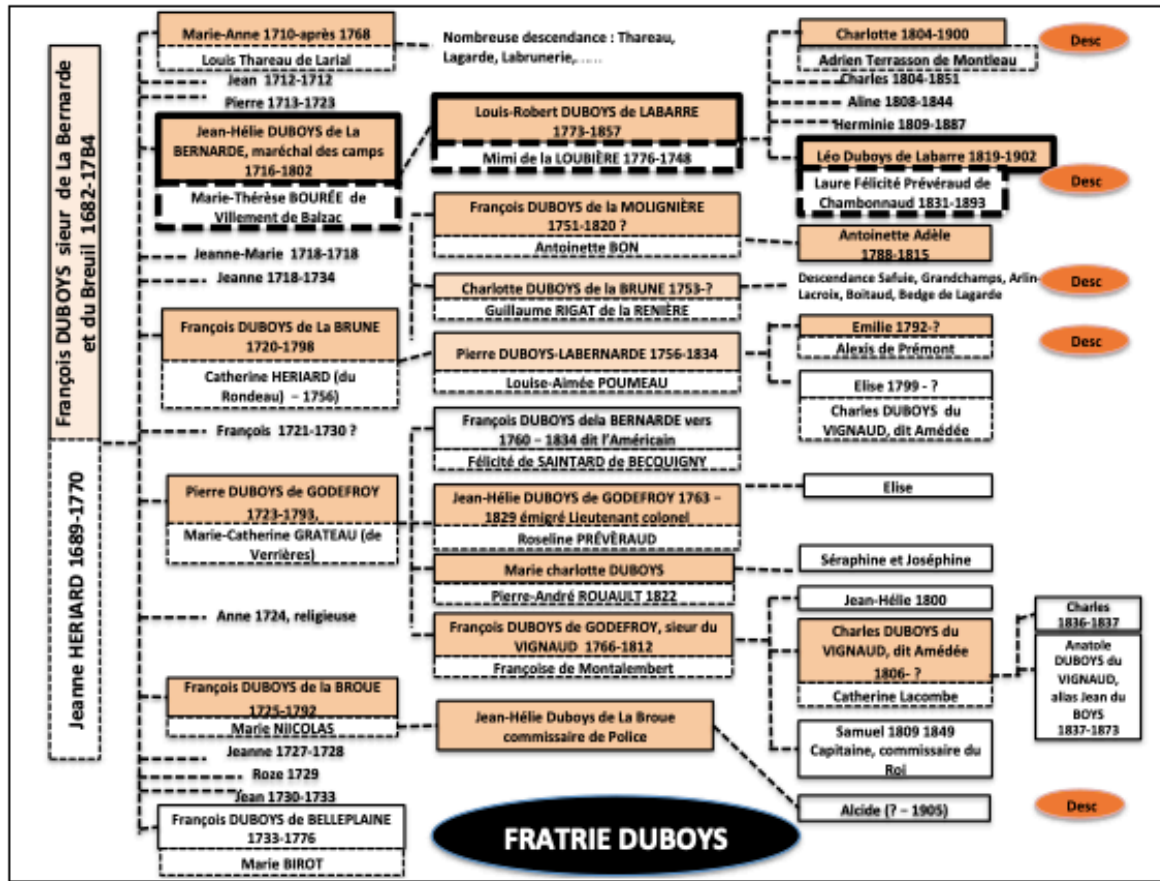 François DUBOYS sieur de La Bernarde
et du Breuil 1682-17B4
Jeanne HERIARD 1689-1770
Marie-Anne 1710-après 1768
Louis Thareau de Larlal
Jean 1712-1712
Pierre 1713-1723
Jean-Hélie DUBOYS de La
BERNARDE, maréchal des camps
1716-1802
Marie-Thérèse BOURÉE de
Villement de Balzac
Jeanne-Marie 1718-1718
Jeanne 1718-1734
François DUBOYS de La BRUNE
1720-1798
Catherine HERIARD (du
Rondeau) – 1756)
François 1721-1730 ?
Pierre DUBOYS de GODEFROY
1723-1793,
Marie-Catherine GRATEAU (de
Verrières)
Anne 1724, religieuse
François DUBOYS de la BROUE
1725-1792
Marie NIICOLAS
Jeanne 1727-1728
Roze 1729
Jean 1730-1733
François DUBOYS de BELLEPLAINE
1733-1776
Marie BIROT
Nombreuse descendance : Thareau,
Lagarde, Labrunerie,......
Louis-Robert DUBOYS de LABARRE
1773-1857
Mimi de la LOUBIÈRE 1776-1748
François DUBOYS de la MOLIGNIÈRE
1751-1820 ?
Antoinette BON
Charlotte DUBOYS de la BRUNE 1753-?
Guillaume RIGAT de la RENIÈRE
Pierre DUBOYS-LABERNARDE 1756-1834
Louise-Aimée POUMEAU
François DUBOYS dela BERNARDE vers
1760 – 1834 dit l'Américain
Félicité de SAINTARD de BECQUIGNY
Jean-Hélie DUBOYS de GODEFROY 1763 –
1829 émigré Lieutenant colonel
Roseline PRÉVÈRAUD
Marie charlotte DUBOYS
Pierre-André ROUAULT 1822
François DUBOYS de GODEFROY, sieur du
VIGNAUD 1766-1812
Françoise de Montalembert
Jean-Hélie Duboys de La Broue
commissaire de Police
FRATRIE DUBOYS
Charlotte 1804-1900
Adrien Terrasson de Montleau
Charles 1804-1851
Aline 1808-1844
Herminie 1809-1887
Léo Duboys de Labarre 1819-1902
Laure Félicité Prévéraud de
Chambonnaud 1831-1893
Antoinette Adèle
1788-1815
Descendance Safuie, Grandchamps, Arlin-
Lacroix, Boitaud, Bedge de Lagarde
Emilie 1792-?
Alexis de Prémont
Elise 1799 - ?
Charles DUBOYS du
VIGNAUD, dit Amédée
Elise
Séraphine et Joséphine
Jean-Hélie 1800
Charles DUBOYS du
VIGNAUD, dit Amédée
1806- ?
Catherine Lacombe
Samuel 1809 1849
Capitaine, commissaire du
Roi
Alcide (? – 1905)
Desc
Desc
Desc
Desc
Charles
1836-1837
Anatole
DUBOYS du
VIGNAUD,
alias Jean du
BOYS
1837-1873
Desc